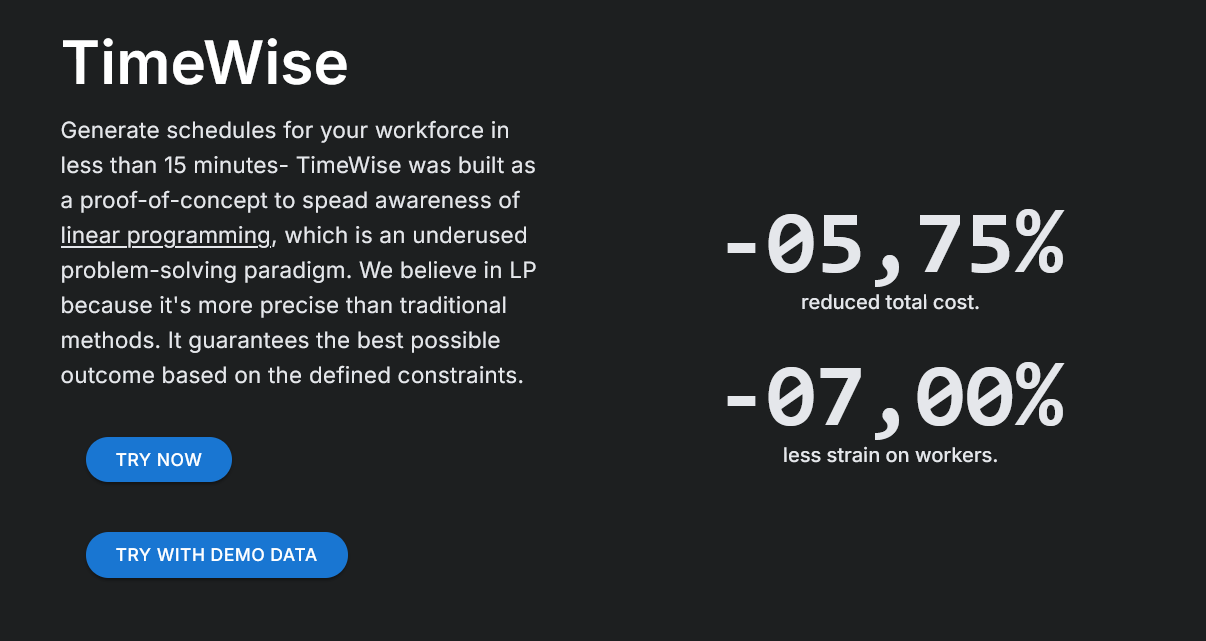 TimeWise
Generate schedules for your workforce in
less than 15 minutes- TimeWise was built as
a proof-of-concept to spead awareness of
linear programming, which is an underused
problem-solving paradigm. We believe in LP
because it's more precise than traditional
methods. It guarantees the best possible
outcome based on the defined constraints.
TRY NOW
TRY WITH DEMO DATA
-05,75%
reduced total cost.
-07,00%
less strain on workers.